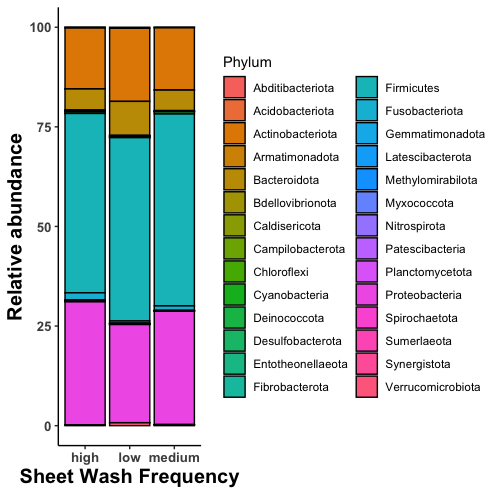 Relative abundance
100
75
50
25
0
high low medium
Sheet Wash Frequency
Phylum
Abditibacteriota
Acidobacteriota
Actinobacteriota
Armatimonadota
Bacteroidota
Bdellovibrionota
Caldisericota
Campilobacterota
Chloroflexi
Cyanobacteria
Deinococcota
Desulfobacterota
Entotheonellaeota
Fibrobacterota
Firmicutes
Fusobacteriota
Gemmatimonadota
Latescibacterota
Methylomirabilota
Myxococcota
Nitrospirota
Patescibacteria
Planctomycetota
Proteobacteria
Spirochaetota
Sumerlaeota
Synergistota
Verrucomicrobiota